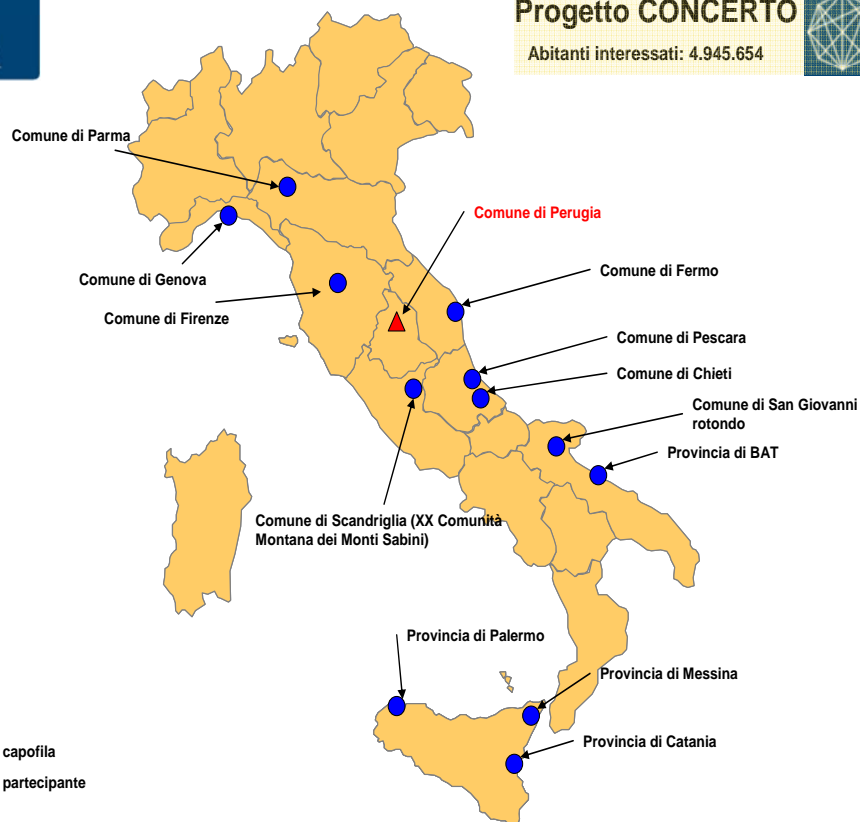 Progetto CONCERTO
Abitanti interessati: 4.945.654
Comune di Parma
Comune di Perugia
Comune di Genova
Comune di Fermo
Comune di Firenze
Comune di Pescara
Comune di Chieti
Comune di San Giovanni
rotondo
Provincia di BAT
Comune di Scandriglia (XX Comunità
Montana dei Monti Sabini)
Provincia di Palermo
Provincia di Messina
Provincia di Catania
capofila
partecipante